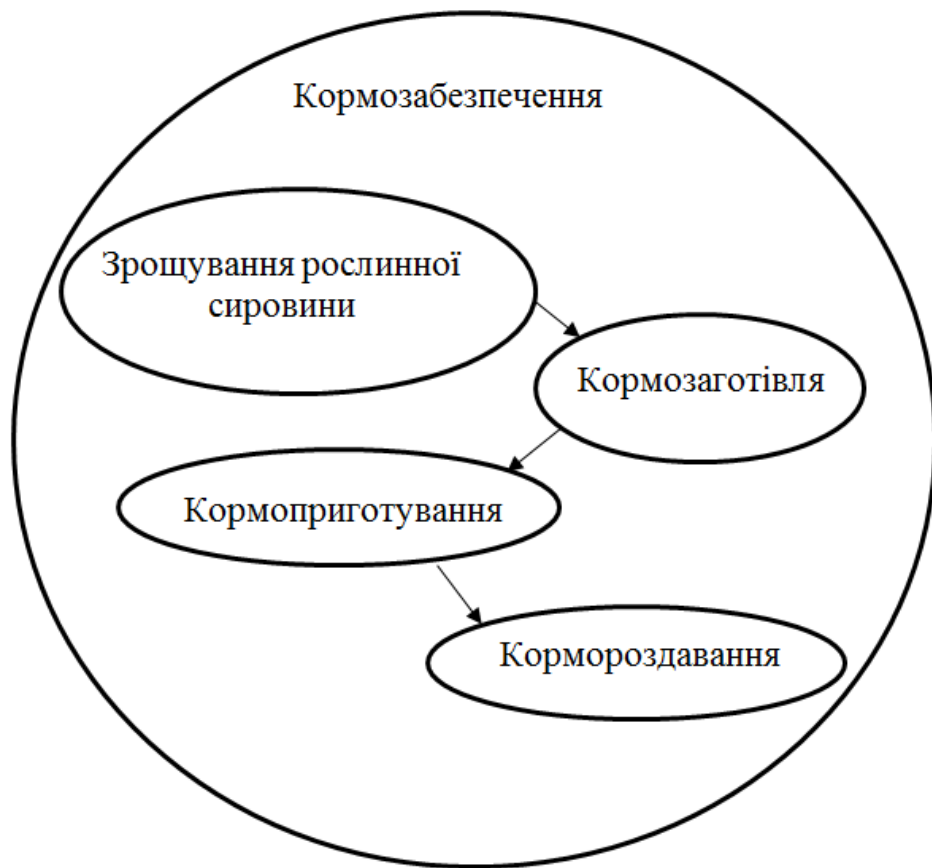 Кормозабезпечення
Зрощування рослинної
сировини
Кормозаготівля
Кормоприготування
Кормороздавання